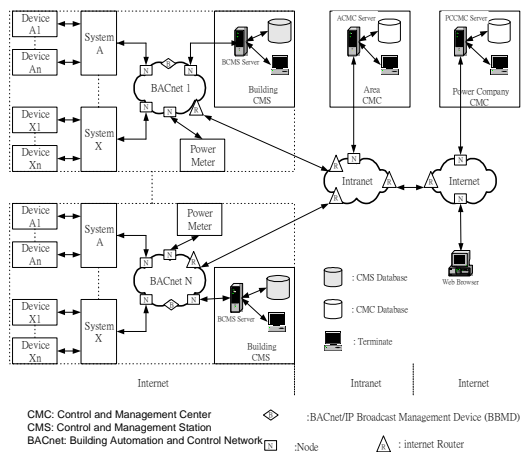 Device
A1
Device
An
System
A
Device
X1
Device
Xn
System
X
N
R
N
BACnet 1
N
N
R
BCMS Server
Building
CMS
Power
Meter
ACMC Server
Area
CMC
PCCMC Server
Power Company
CMC
R
N
Intranet
R
R
R
N
Internet
N
Web Browser
Device
A1
Device
An
System
A
Device
X1
Device
Xn
System
X
Power
Meter
N
N
R
BACnet N
N
R
N
BCMS Server
Building
CMS
: CMS Database
: CMC Database
: Terminate
Internet
Intranet
Internet
CMC: Control and Management Center
CMS: Control and Management Station
BACnet: Building Automation and Control Network
R :BACnet/IP Broadcast Management Device (BBMD)
N :Node
R : internet Router